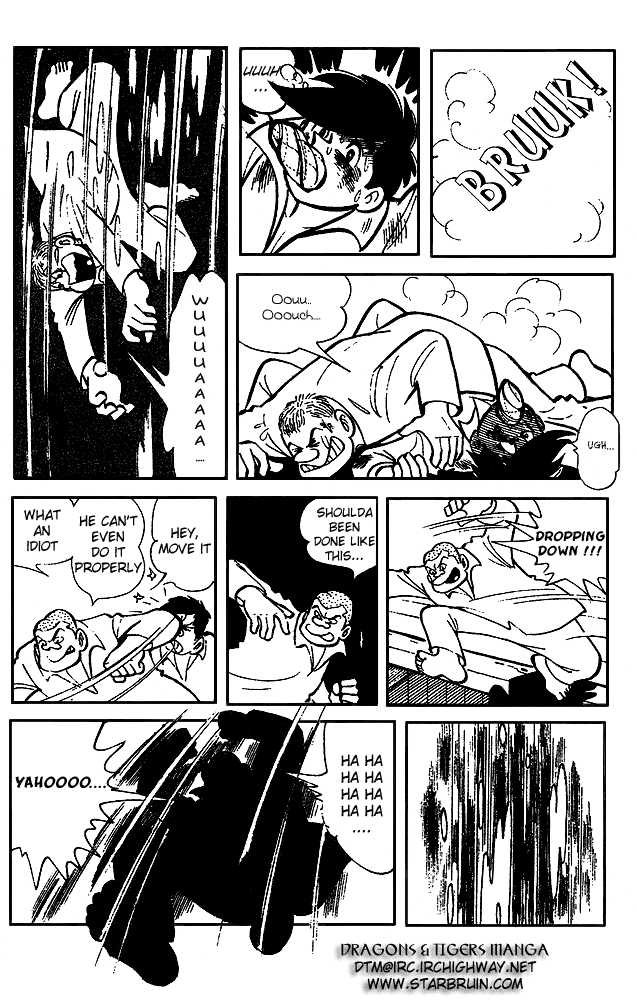 WUUUUAAAAA....
UUUH
...
BRUUK!
Oouu..
Ooouch...
UGH...
WHAT
AN
IDIOT
HE CAN'T
EVEN
DO IT
PROPERLY
HEY,
MOVE IT
SHOULDA
BEEN
DONE LIKE
THIS...
DROPPING
DOWN !!!
YAHOOOO....
HA HA
HA HA
HA HA
HA HA
....
DRAGONS & TIGERS MANGA
DTM@IRC.IRCHIGHWAY.NET
WWW.STARBRUIN.COM